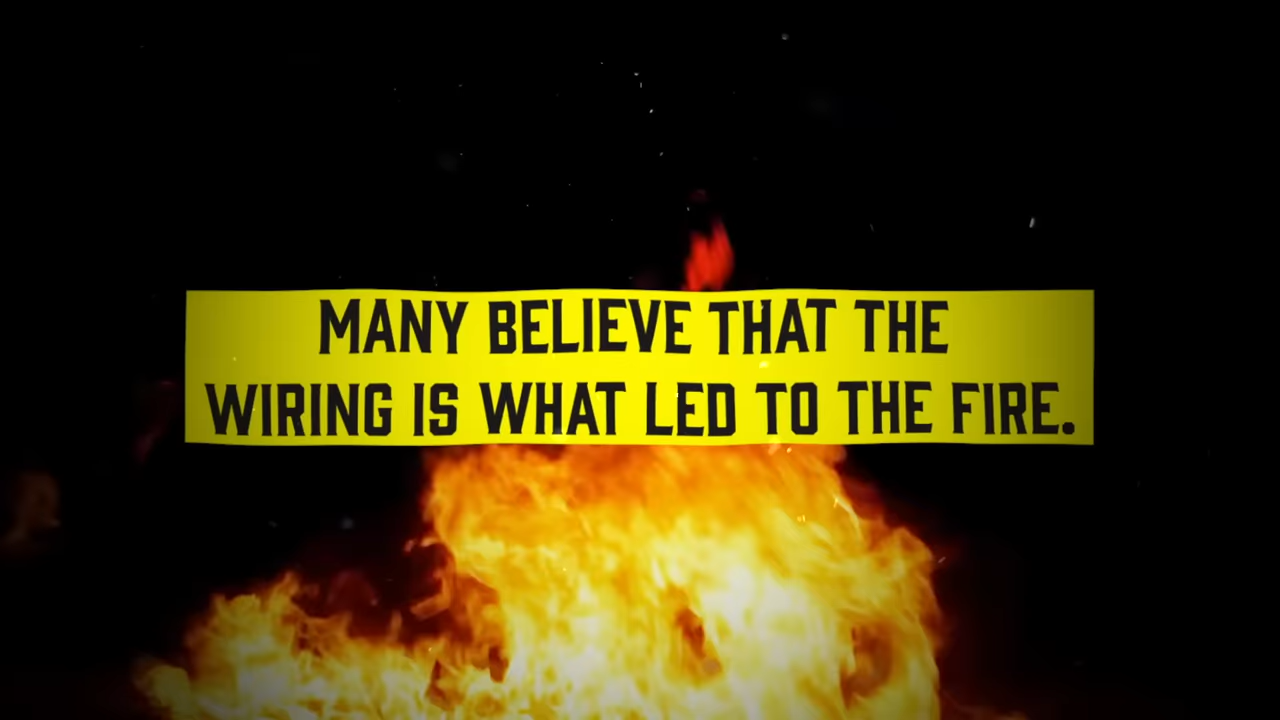 MANY BELIEVE THAT THE
WIRING IS WHAT LED TO THE FIRE.